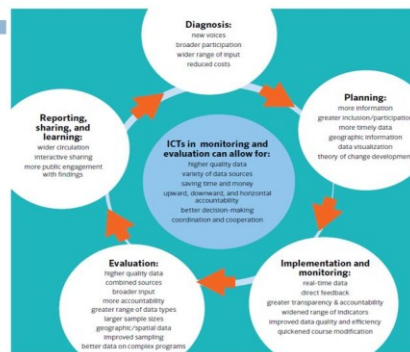 Diagnosis:
new voices
broader participation
wider range of input
reduced costs
Planning:
more information
greater inclusion/participation
more timely data
geographic information
data visualization
theory of change development
Implementation and
monitoring:
real-time data
direct feedback
greater transparency & accountability
widened range of indicators
improved data quality and efficiency
quickened course modification
Evaluation:
higher quality data
combined sources
broader input
more accountability
greater range of data types
larger sample sizes
geographic/spatial data
improved sampling
better data on complex programs
Reporting,
sharing, and
learning:
wider circulation
interactive sharing
more public engagement
with findings
ICTs in monitoring and
evaluation can allow for:
higher quality data
variety of data sources
saving time and money
upward, downward, and horizontal
accountability
better decision-making
coordination and cooperation